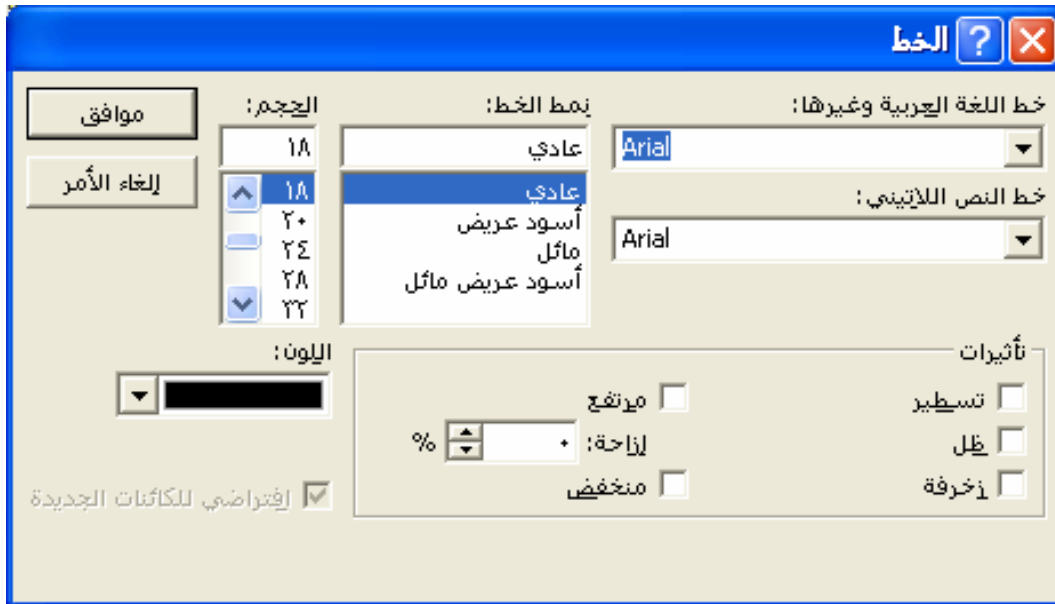 الخط
خط اللغة العربية وغيرها:
Arial
خط النص اللاتيني:
Arial
نمط الخط:
عادي
عادي
أسود عريض
مائل
أسود عريض مائل
الحجم:
١٨
١٨
٢٠
٢٤
٢٨
٣٢
موافق
إلغاء الأمر
تأثيرات
تسطير
ظل
زخرفة
مرتفع
إزاحة: ٠ %
منخفض
اللون:
إفتراضي للكائنات الجديدة